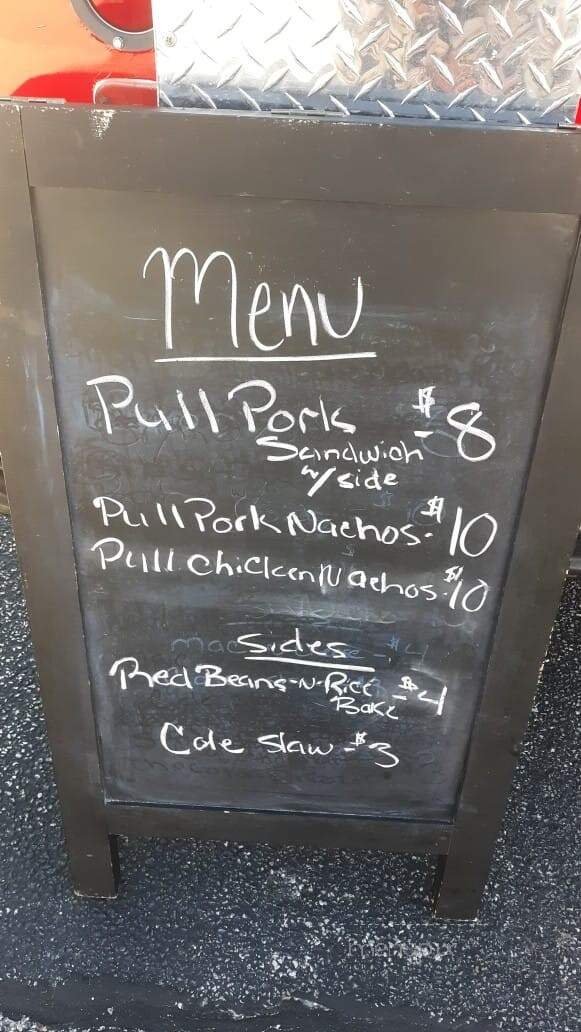 Menu
Pull Pork $8
Sandwich
w/ side
Pull Pork Nachos-$10
Pull Chicken Nachos-$10
Sides
Red Beans-N-Rice -$4
Bake
Cole Slaw -$3